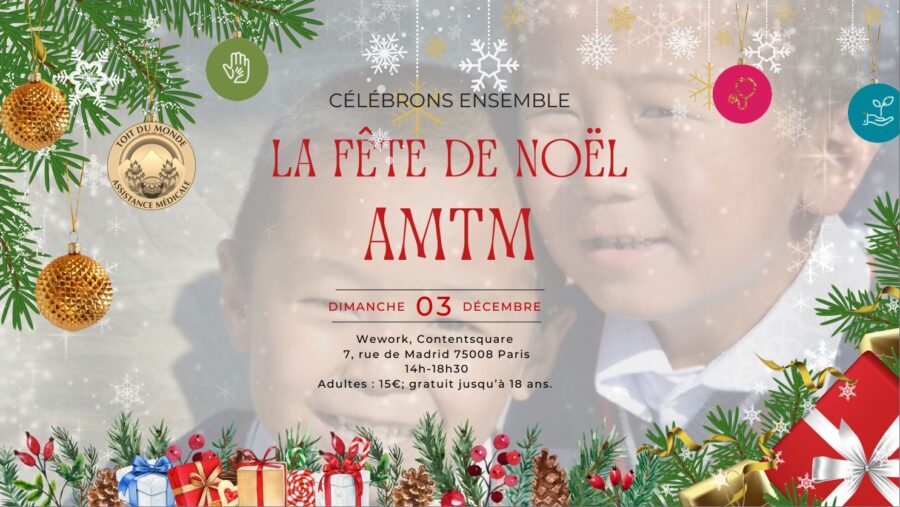 CÉLÉBRONS ENSEMBLE
LA FÊTE DE NOËL
AMTM
DIMANCHE 03 DÉCEMBRE
Wework, Contentsquare
7, rue de Madrid 75008 Paris
14h-18h30
Adultes : 15€; gratuit jusqu'à 18 ans.
TOIT DU MONDE
ASSISTANCE MÉDICALE